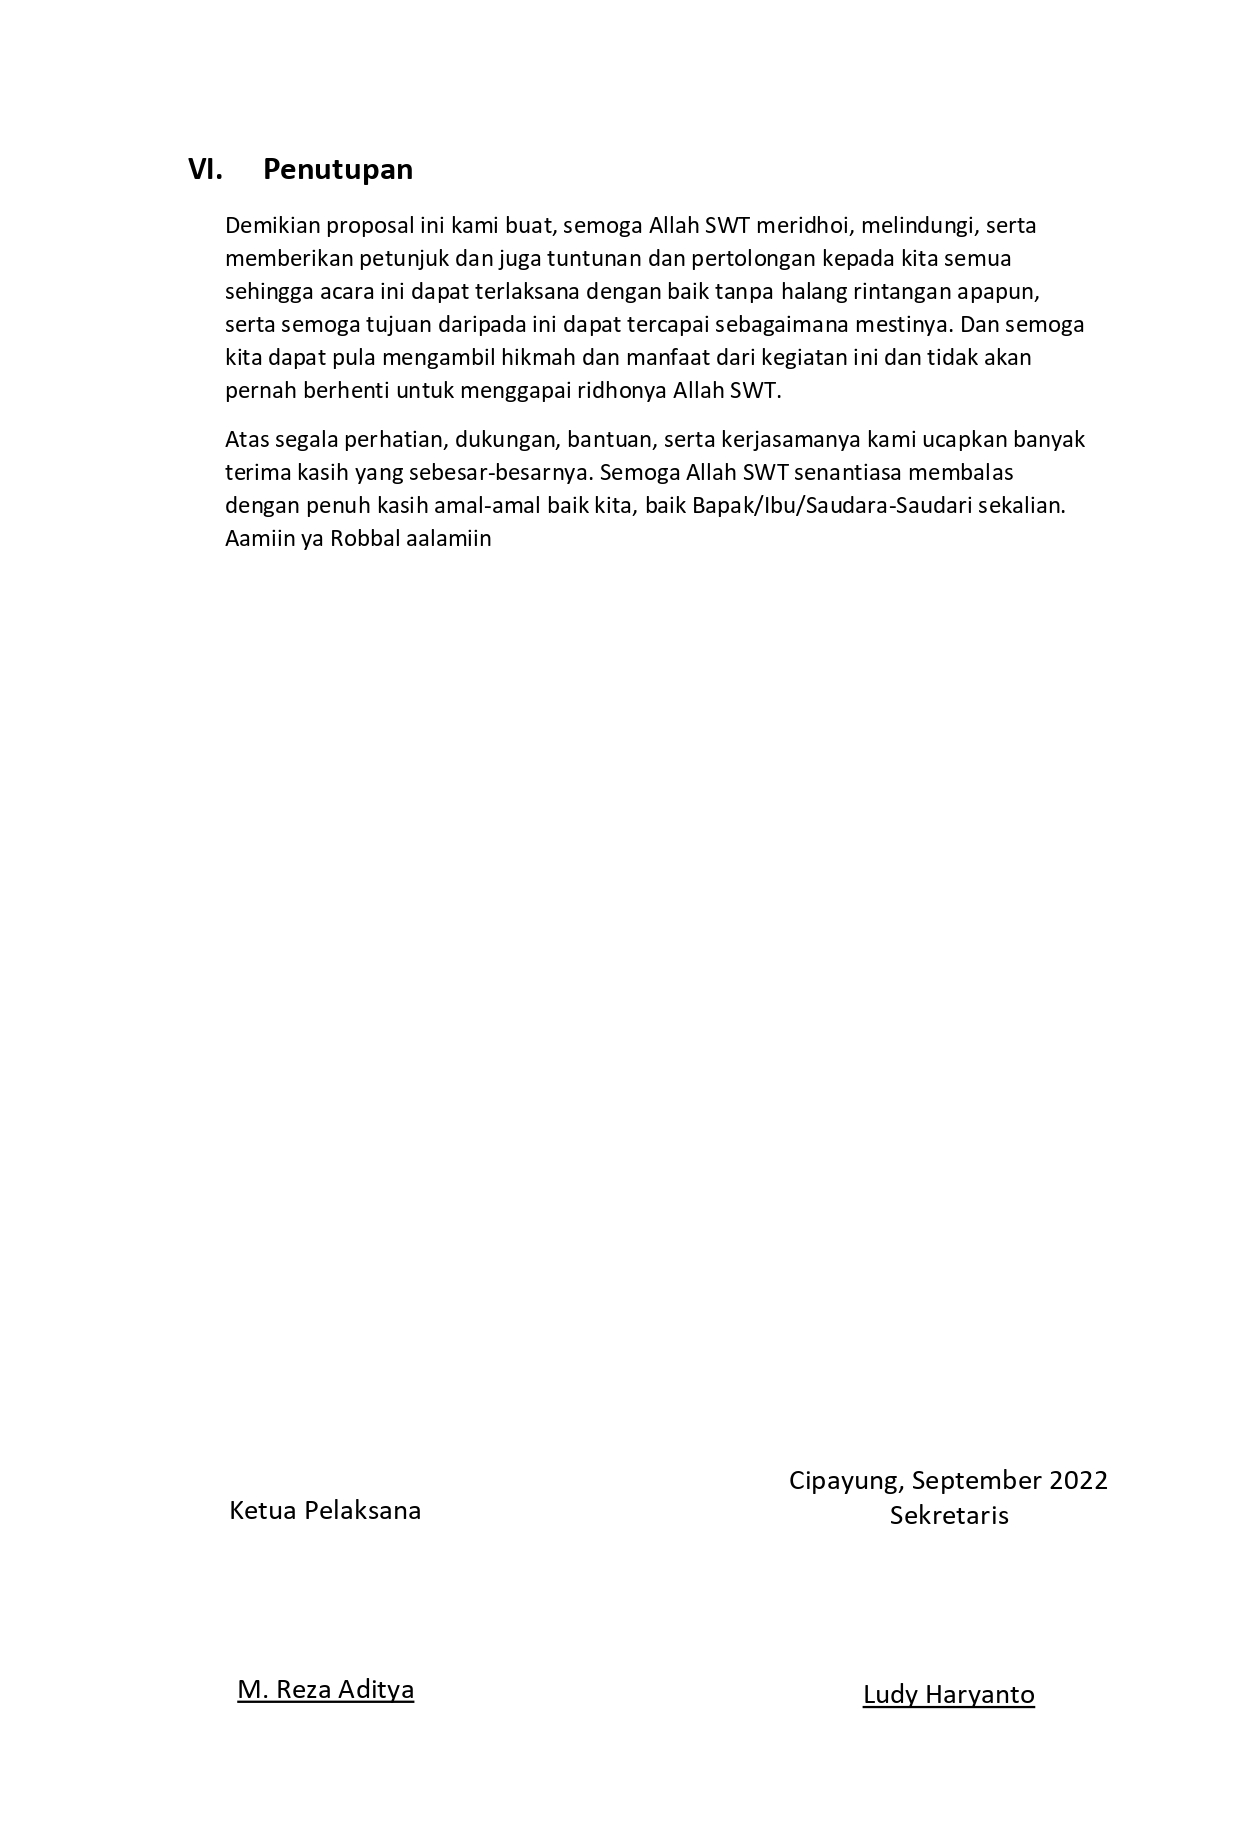 VI. Penutupan
Demikian proposal ini kami buat, semoga Allah SWT meridhoi, melindungi, serta
memberikan petunjuk dan juga tuntunan dan pertolongan kepada kita semua
sehingga acara ini dapat terlaksana dengan baik tanpa halang rintangan apapun,
serta semoga tujuan daripada ini dapat tercapai sebagaimana mestinya. Dan semoga
kita dapat pula mengambil hikmah dan manfaat dari kegiatan ini dan tidak akan
pernah berhenti untuk menggapai ridhonya Allah SWT.
Atas segala perhatian, dukungan, bantuan, serta kerjasamanya kami ucapkan banyak
terima kasih yang sebesar-besarnya. Semoga Allah SWT senantiasa membalas
dengan penuh kasih amal-amal baik kita, baik Bapak/Ibu/Saudara-Saudari sekalian.
Aamiin ya Robbal aalamiin
Cipayung, September 2022
Ketua Pelaksana
Sekretaris
M. Reza Aditya
Ludy Haryanto